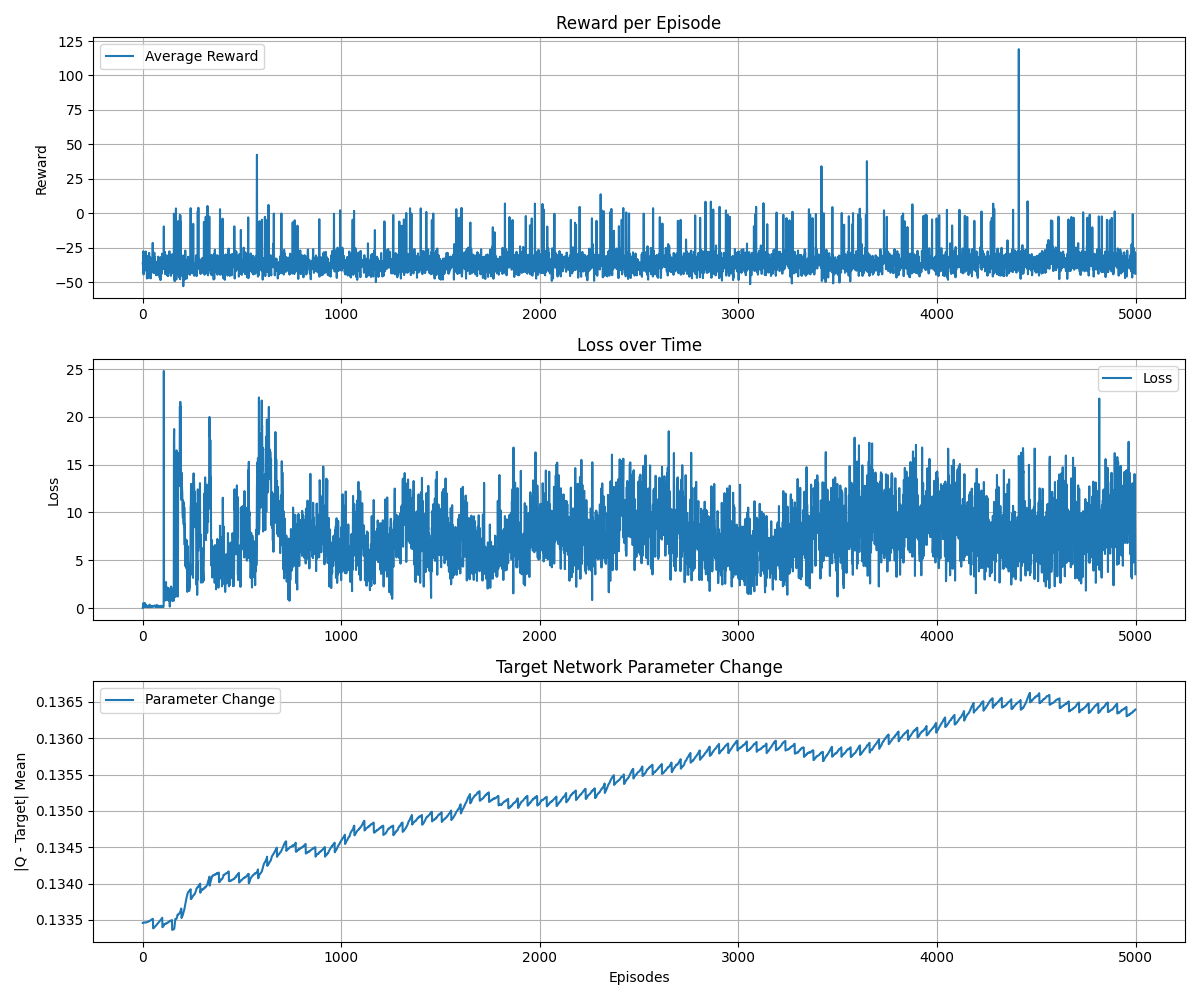 Reward per Episode
Average Reward
Reward
125
100
75
50
25
0
−25
−50
0 1000 2000 3000 4000 5000
Loss over Time
Loss
Loss
25
20
15
10
5
0
0 1000 2000 3000 4000 5000
Target Network Parameter Change
Parameter Change
|Q - Target| Mean
0.1365
0.1360
0.1355
0.1350
0.1345
0.1340
0.1335
0 1000 2000 3000 4000 5000
Episodes